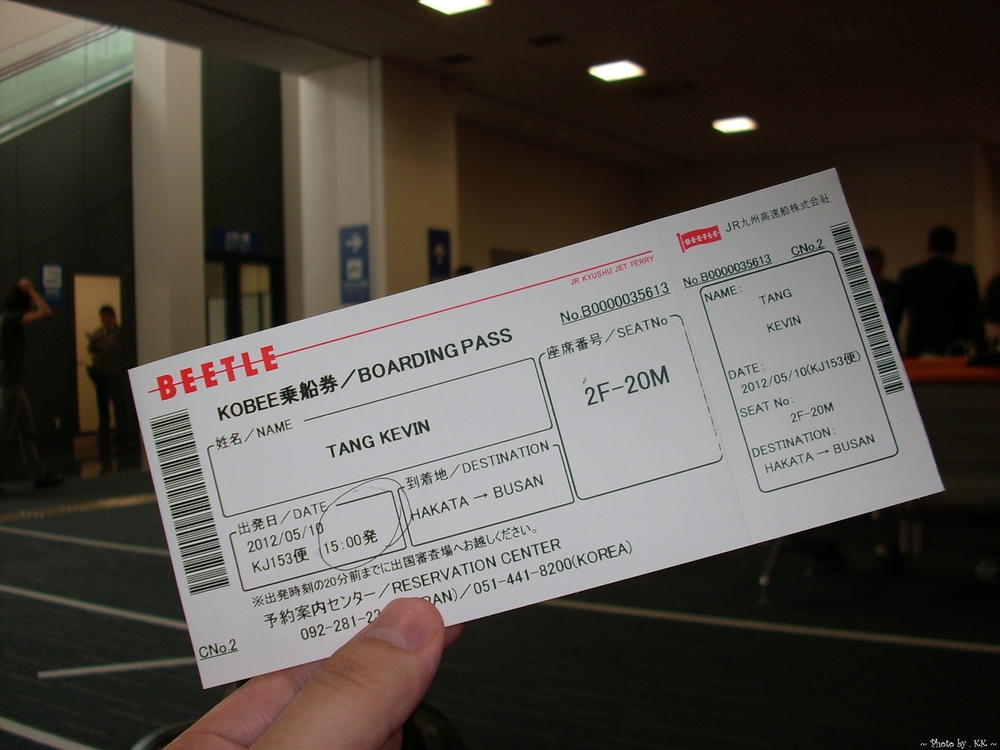 BEETLE
JR KYUSHU JET FERRY
KOBEE乗船券／BOARDING PASS
No.B0000035613
姓名／NAME
TANG KEVIN
座席番号／SEATNo
2F-20M
出発日／DATE
2012/05/10
KJ153便
15:00発
到着地／DESTINATION
HAKATA → BUSAN
※出発時刻の20分前までに出国審査場へお越しください。
予約案内センター／RESERVATION CENTER
092-281-23 PAN)／051-441-8200(KOREA)
CNo.2
BEETLE
JR九州高速船株式会社
No.B0000035613
CNo.2
NAME:
TANG
KEVIN
DATE:
2012/05/10(KJ153便)
SEAT No:
2F-20M
DESTINATION:
HAKATA → BUSAN
~ Photo by . KK ~